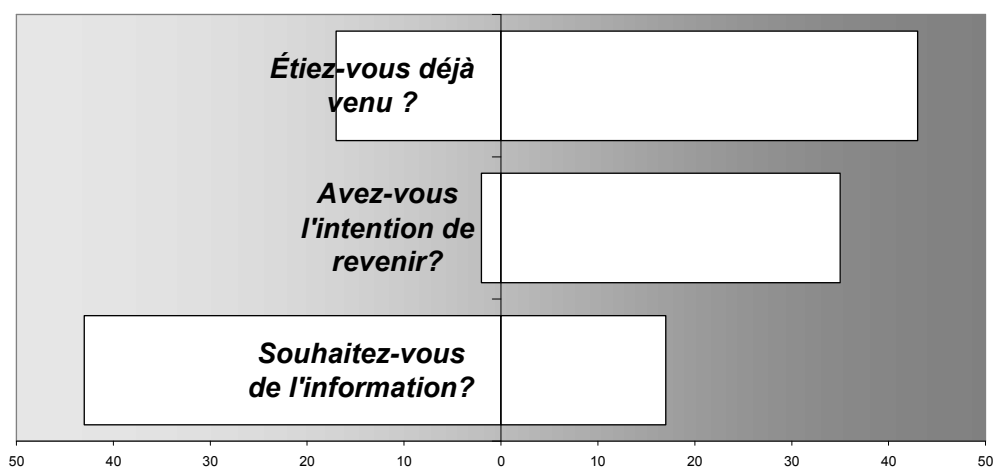 Étiez-vous déjà
venu ?
Avez-vous
l'intention de
revenir?
Souhaitez-vous
de l'information?
50 40 30 20 10 0 10 20 30 40 50